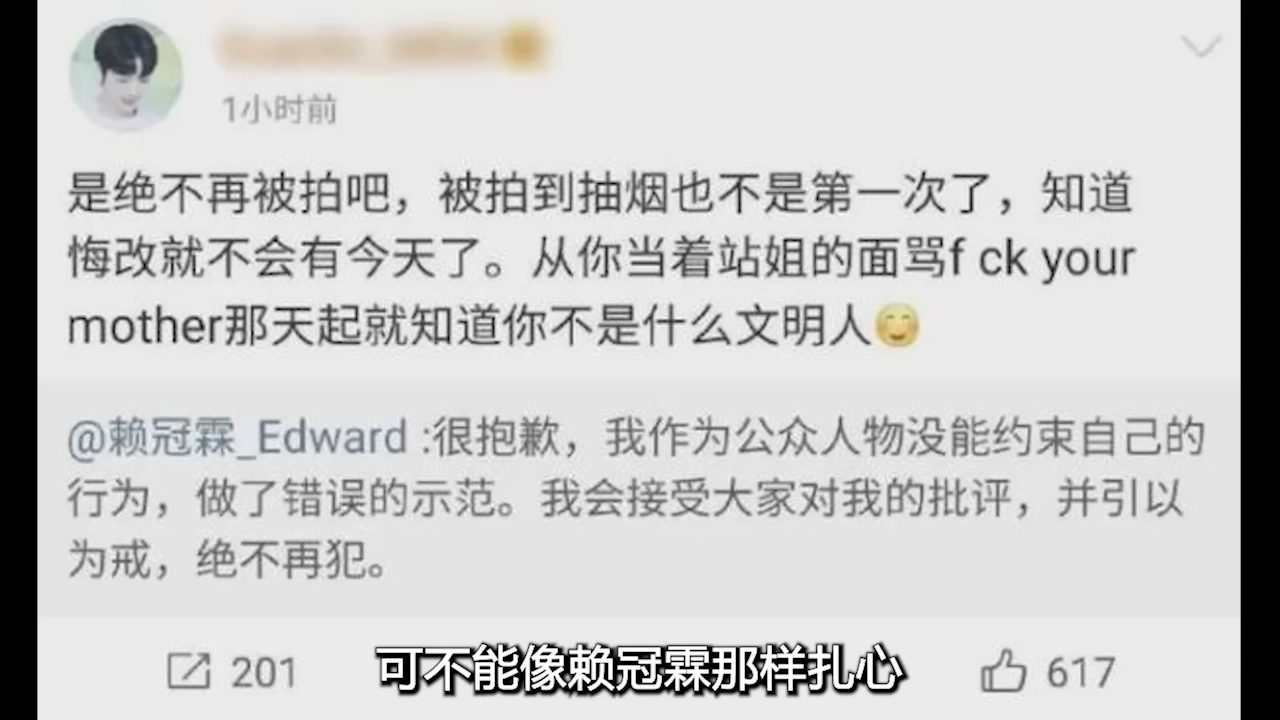 1小时前
是绝不再被拍吧，被拍到抽烟也不是第一次了，知道
悔改就不会有今天了。从你当着站姐的面骂f ck your
mother那天起就知道你不是什么文明人
@赖冠霖_Edward :很抱歉，我作为公众人物没能约束自己的
行为，做了错误的示范。我会接受大家对我的批评，并引以
为戒，绝不再犯。
201
可不能像赖冠霖那样扎心
617